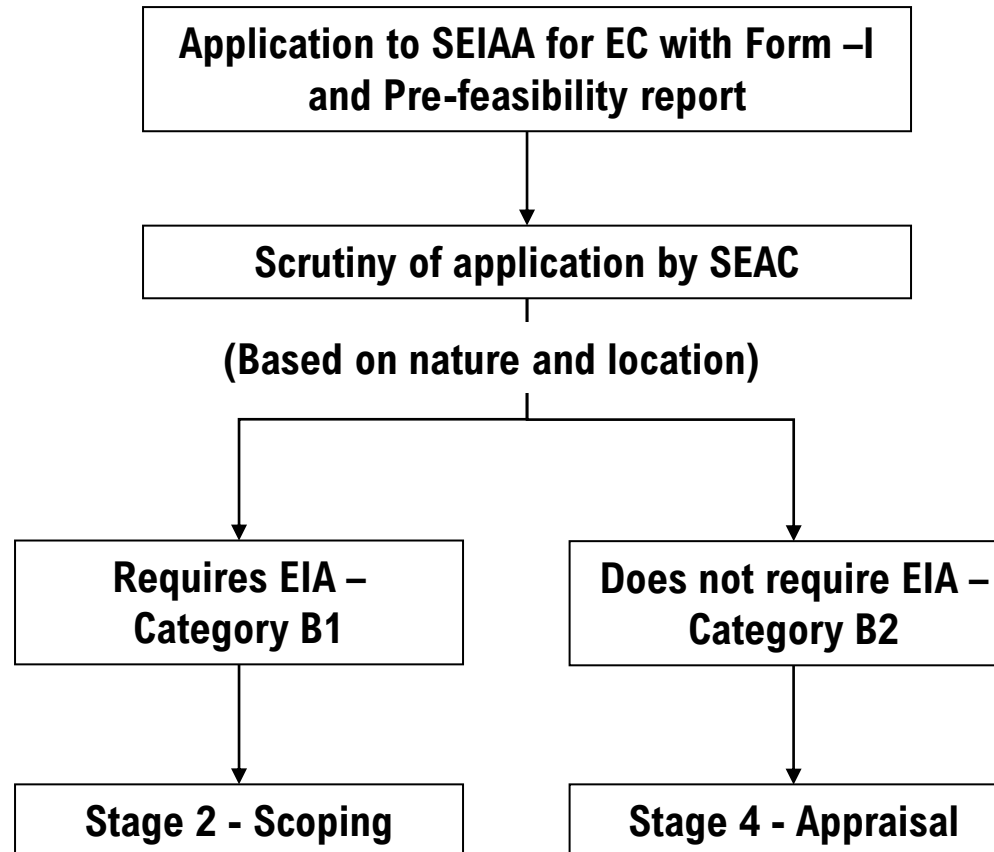 Application to SEIAA for EC with Form –I
and Pre-feasibility report
Scrutiny of application by SEAC
(Based on nature and location)
Requires EIA –
Category B1
Does not require EIA –
Category B2
Stage 2 - Scoping
Stage 4 - Appraisal